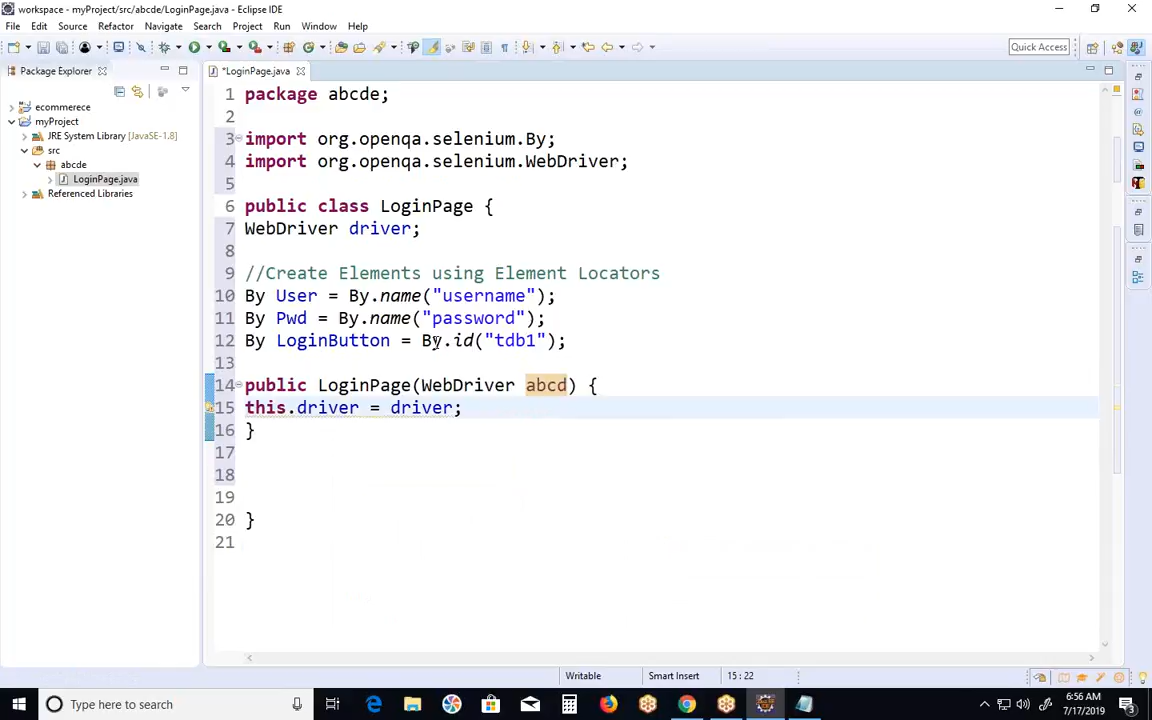 workspace - myProject/src/abcde/LoginPage.java - Eclipse IDE
File Edit Source Refactor Navigate Search Project Run Window Help
Quick Access
Package Explorer
*LoginPage.java
ecommerece
myProject
JRE System Library [JavaSE-1.8]
src
abcde
LoginPage.java
Referenced Libraries
1 package abcde;
2
3 import org.openqa.selenium.By;
4 import org.openqa.selenium.WebDriver;
5
6 public class LoginPage {
7 WebDriver driver;
8
9 //Create Elements using Element Locators
10 By User = By.name("username");
11 By Pwd = By.name("password");
12 By LoginButton = By.id("tdb1");
13
14 public LoginPage(WebDriver abcd) {
15 this.driver = driver;
16 }
17
18
19
20 }
21
Writable Smart Insert 15 : 22
Type here to search
6:56 AM
7/17/2019
3